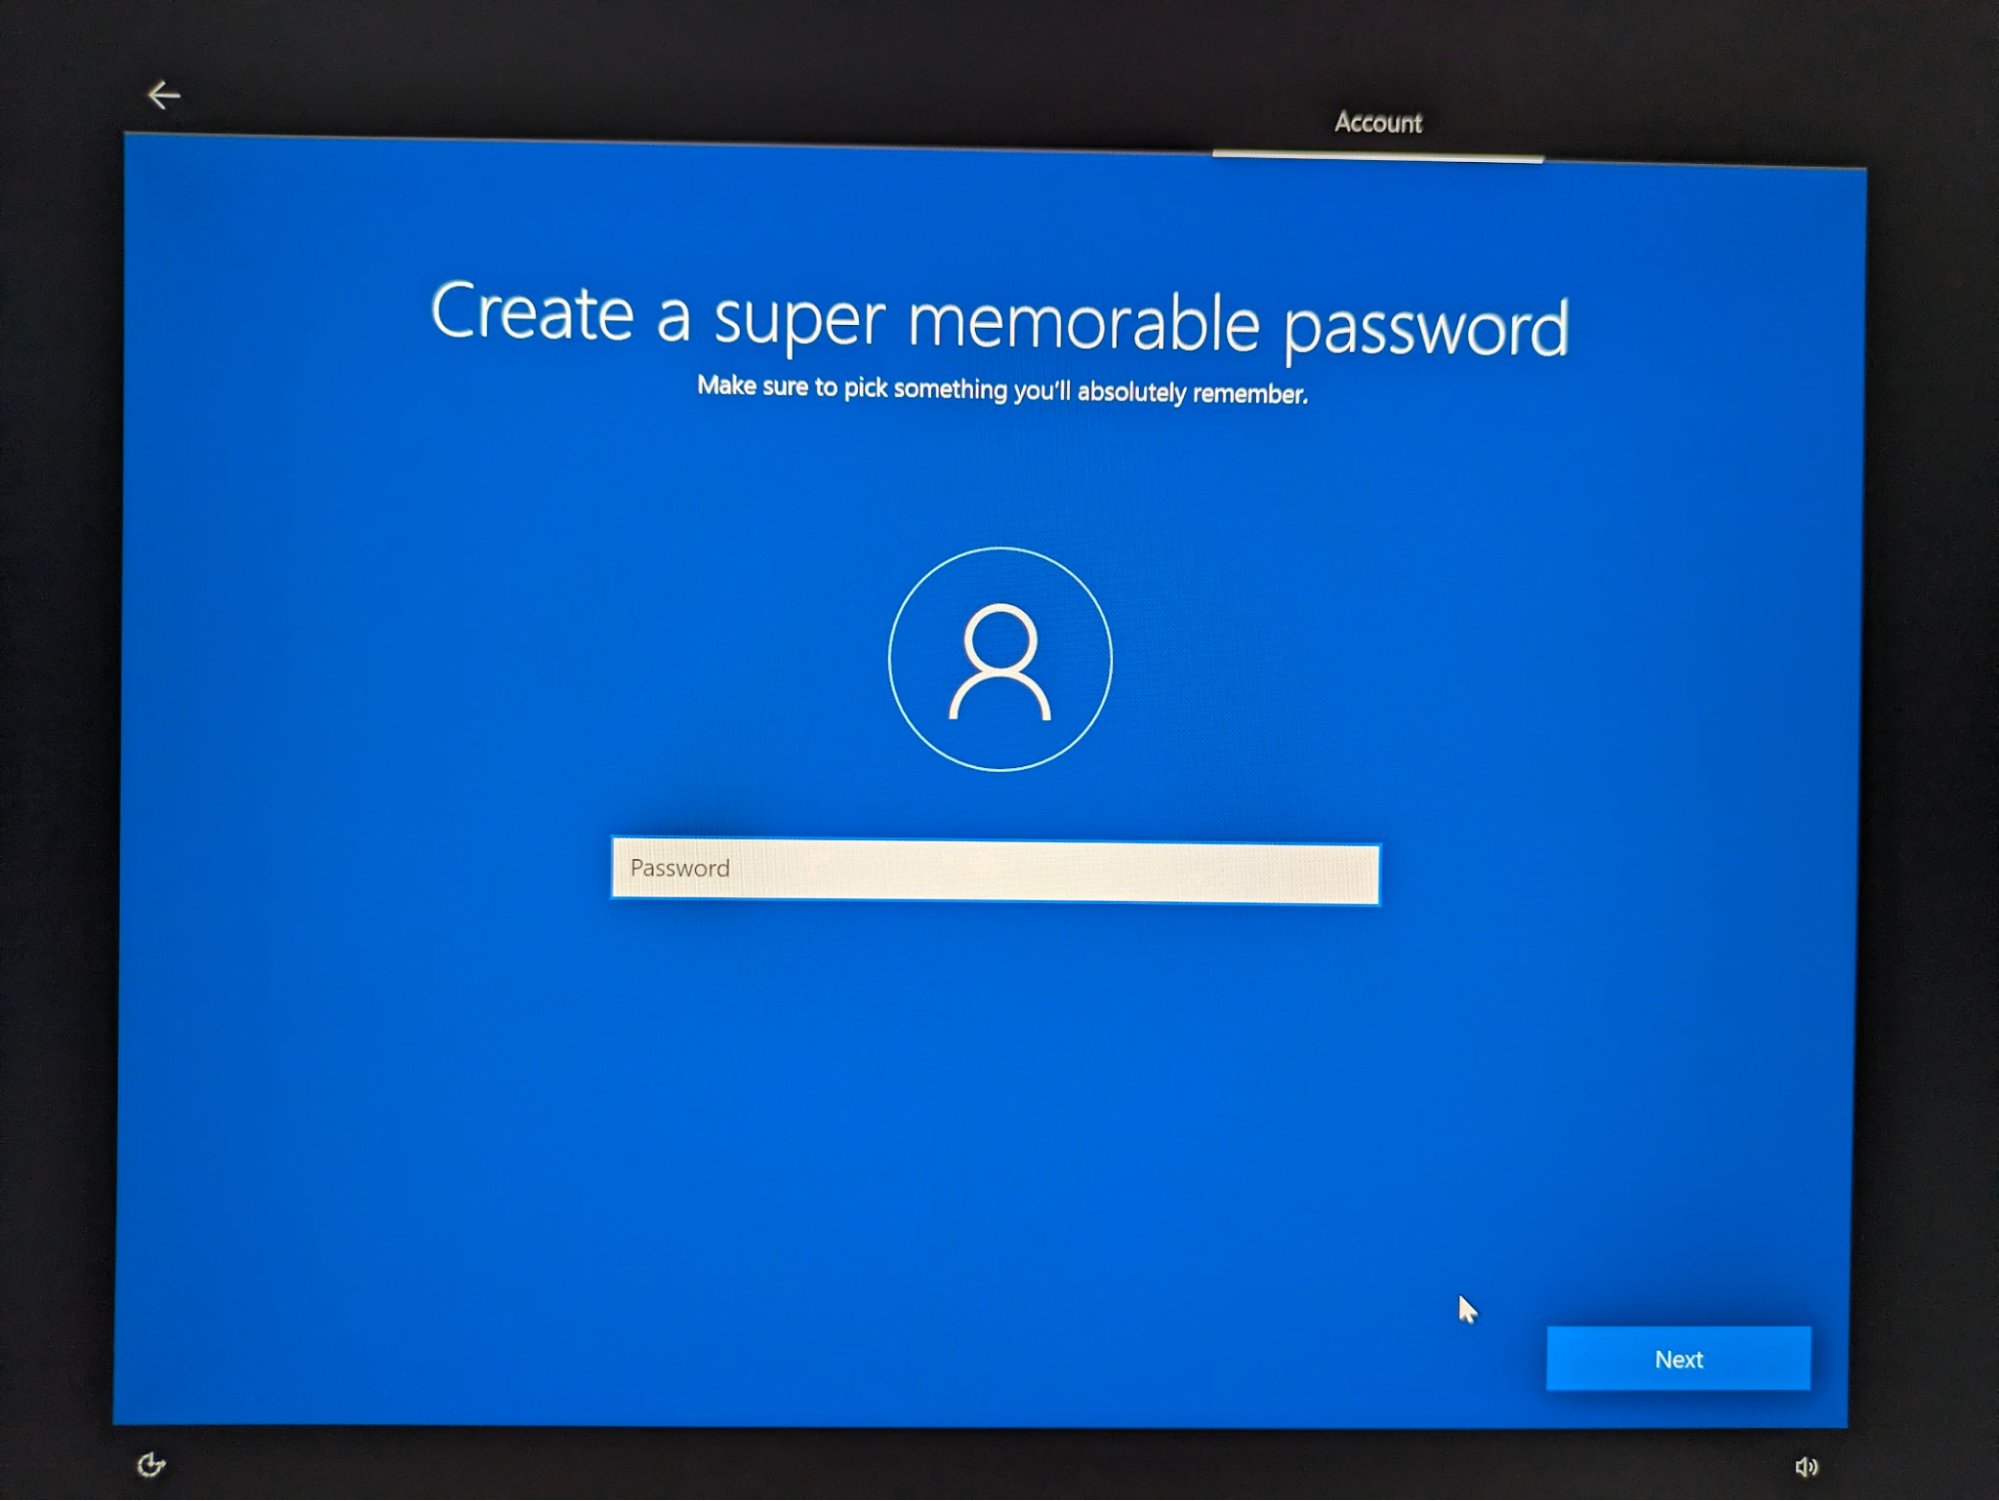 Account
Create a super memorable password
Make sure to pick something you'll absolutely remember.
Password
Next